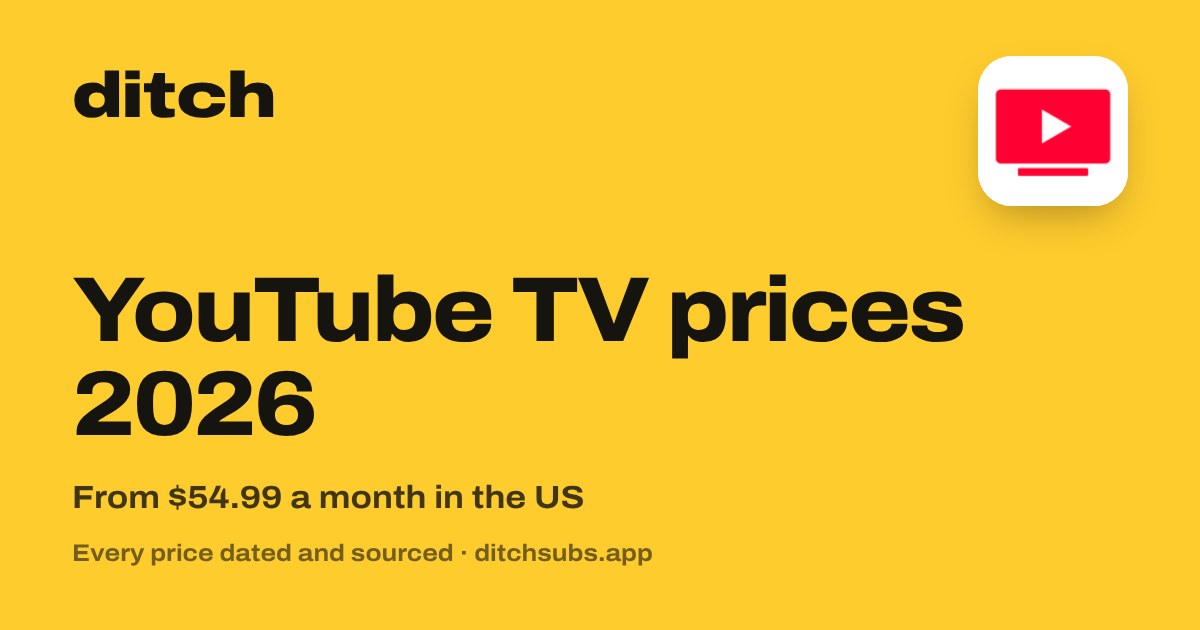 ditch
YouTube TV prices
2026
From $54.99 a month in the US
Every price dated and sourced · ditchsubs.app